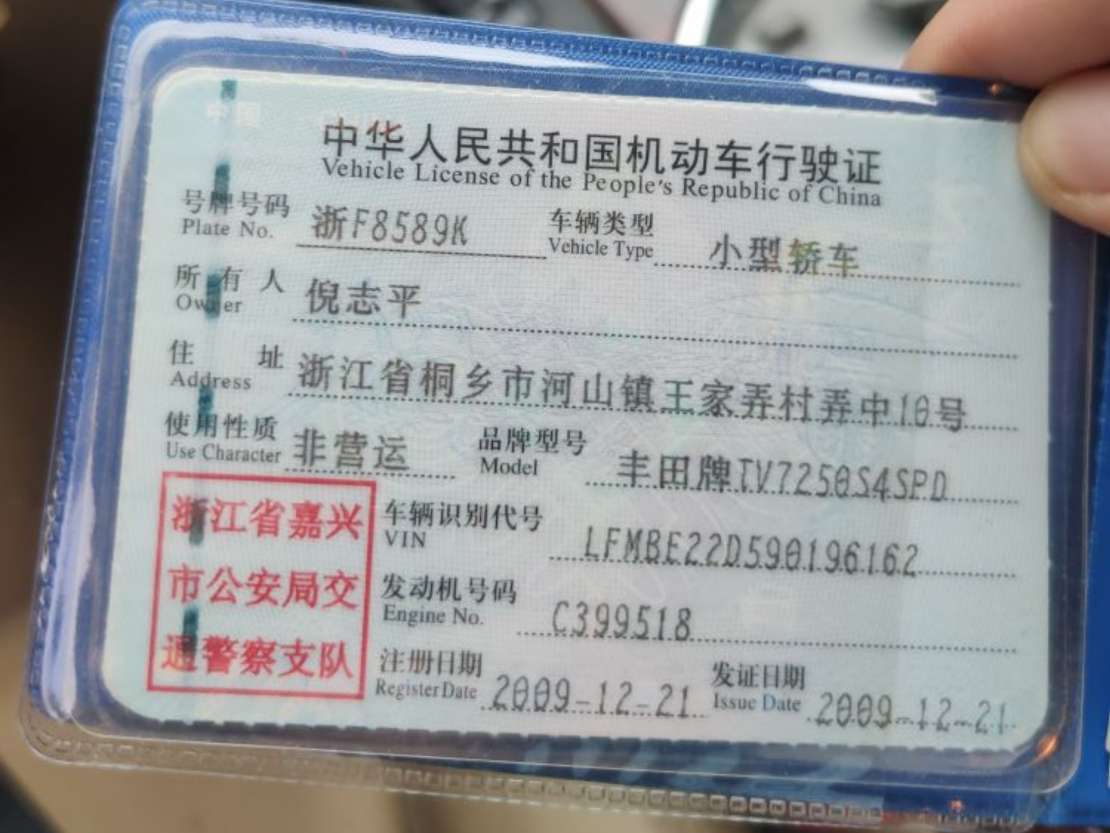 中华人民共和国机动车行驶证
Vehicle License of the People's Republic of China
号牌号码 浙F8589K 车辆类型 小型轿车
Plate No. Vehicle Type
所有人 倪志平
Owner
住址 浙江省桐乡市河山镇王家弄村弄中10号
Address
使用性质 非营运 品牌型号 丰田牌TV7250S4SPD
Use Character Model
浙江省嘉兴
市公安局交
通警察支队
车辆识别代号 LFMBE22D590196162
VIN
发动机号码 C399518
Engine No.
注册日期 2009-12-21 发证日期 2009-12-21
Register Date Issue Date